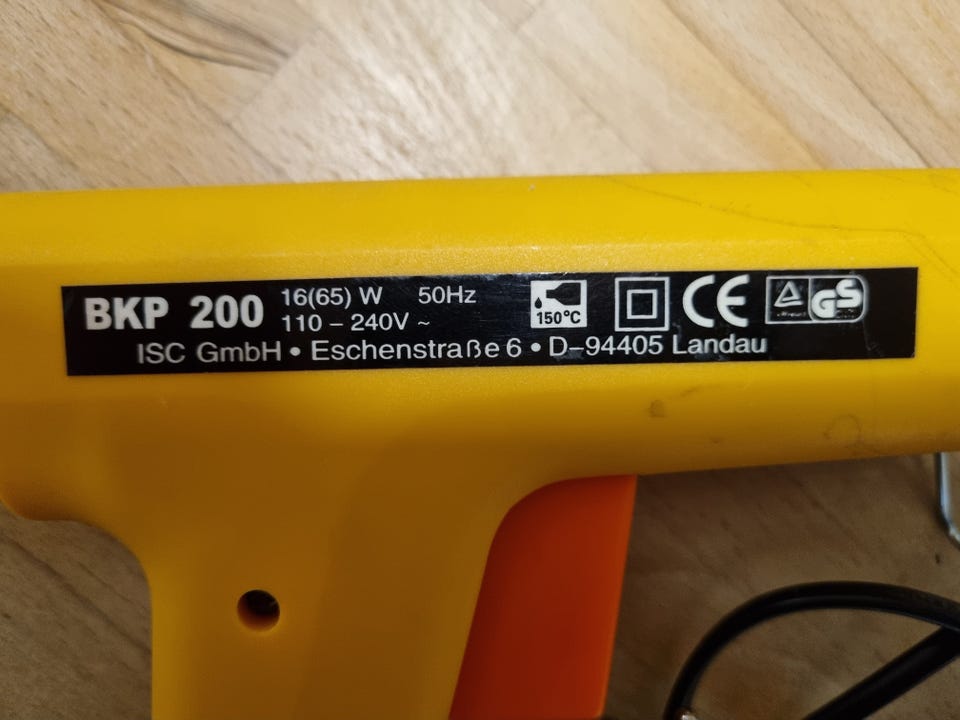 BKP 200
16(65) W 50Hz
110 – 240V ~
150°C
CE
GS
ISC GmbH • Eschenstraße 6 • D–94405 Landau